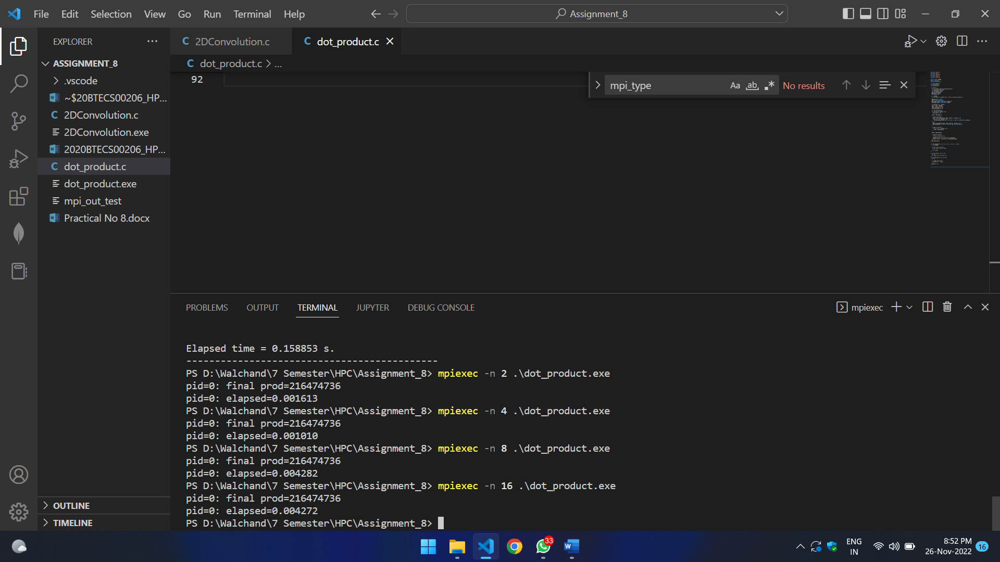 File Edit Selection View Go Run Terminal Help
Assignment_8
EXPLORER
2DConvolution.c
dot_product.c
ASSIGNMENT_8
.vscode
~$20BTECS00206_HP...
2DConvolution.c
2DConvolution.exe
2020BTECS00206_HP...
dot_product.c
dot_product.exe
mpi_out_test
Practical No 8.docx
OUTLINE
TIMELINE
dot_product.c > ...
92
mpi_type
Aa ab, .* No results
PROBLEMS OUTPUT TERMINAL JUPYTER DEBUG CONSOLE
mpiexec
Elapsed time = 0.158853 s.
--------------------------------------------
PS D:\Walchand\7 Semester\HPC\Assignment_8> mpiexec -n 2 .\dot_product.exe
pid=0: final prod=216474736
pid=0: elapsed=0.001613
PS D:\Walchand\7 Semester\HPC\Assignment_8> mpiexec -n 4 .\dot_product.exe
pid=0: final prod=216474736
pid=0: elapsed=0.001010
PS D:\Walchand\7 Semester\HPC\Assignment_8> mpiexec -n 8 .\dot_product.exe
pid=0: final prod=216474736
pid=0: elapsed=0.004282
PS D:\Walchand\7 Semester\HPC\Assignment_8> mpiexec -n 16 .\dot_product.exe
pid=0: final prod=216474736
pid=0: elapsed=0.004272
PS D:\Walchand\7 Semester\HPC\Assignment_8>
33
ENG
IN
8:52 PM
26-Nov-2022
16